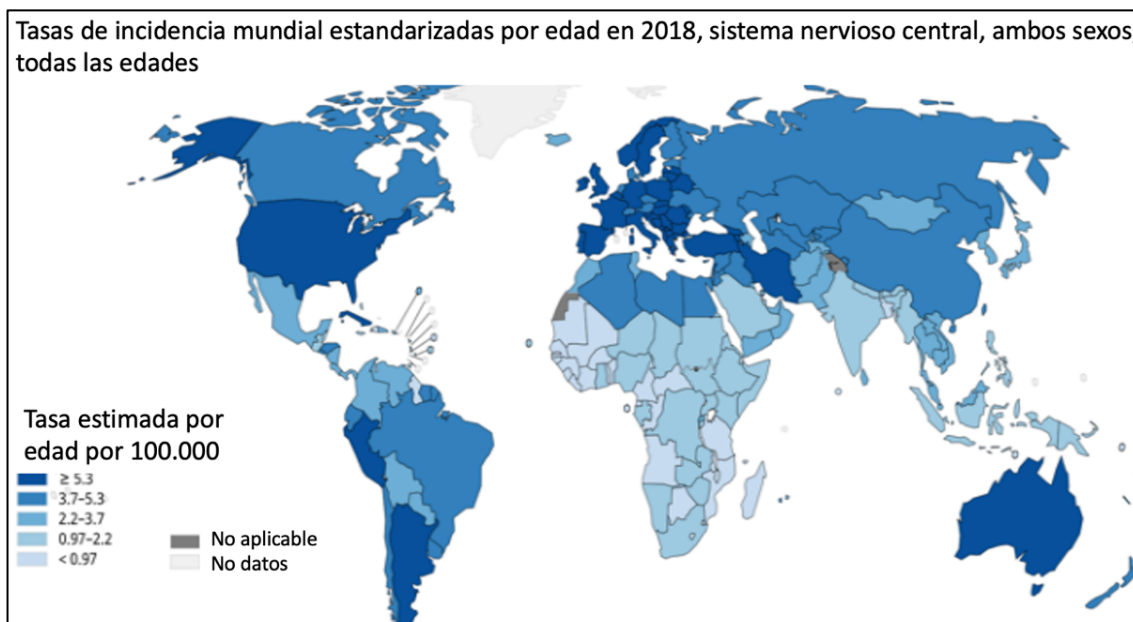 Tasas de incidencia mundial estandarizadas por edad en 2018, sistema nervioso central, ambos sexos,
todas las edades
Tasa estimada por
edad por 100.000
≥ 5.3
3.7–5.3
2.2–3.7
0.97–2.2
< 0.97
No aplicable
No datos